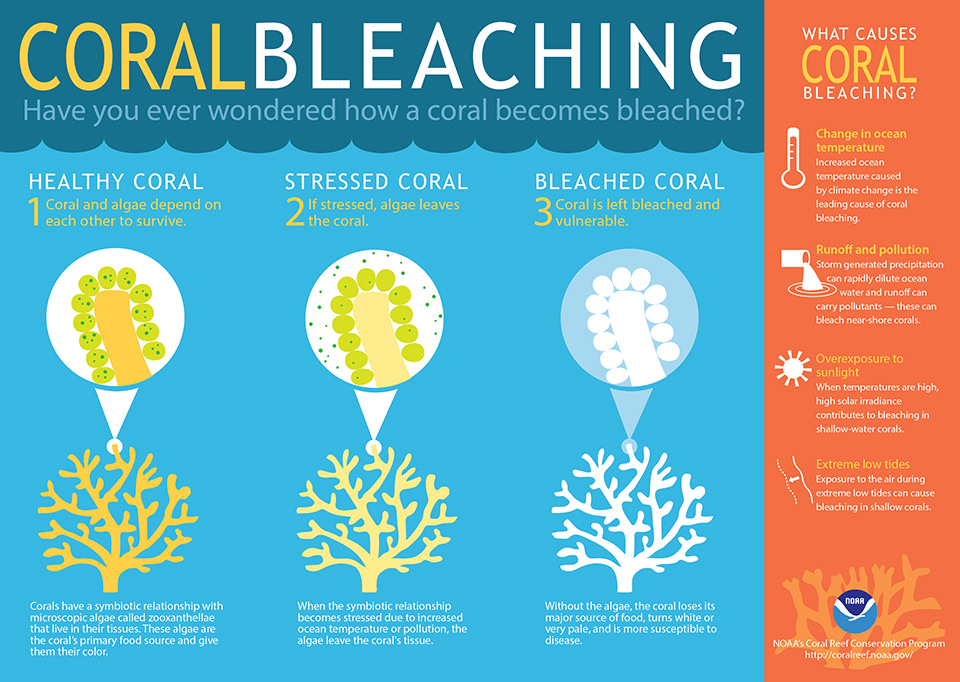 CORAL BLEACHING
Have you ever wondered how a coral becomes bleached?
HEALTHY CORAL
1 Coral and algae depend on
each other to survive.
Corals have a symbiotic relationship with
microscopic algae called zooxanthellae
that live in their tissues. These algae are
the coral's primary food source and give
them their color.
STRESSED CORAL
2 If stressed, algae leaves
the coral.
When the symbiotic relationship
becomes stressed due to increased
ocean temperature or pollution, the
algae leave the coral's tissue.
BLEACHED CORAL
3 Coral is left bleached and
vulnerable.
Without the algae, the coral loses its
major source of food, turns white or
very pale, and is more susceptible to
disease.
WHAT CAUSES
CORAL
BLEACHING?
Change in ocean
temperature
Increased ocean
temperature caused
by climate change is the
leading cause of coral
bleaching.
Runoff and pollution
Storm generated precipitation
can rapidly dilute ocean
water and runoff can
carry pollutants — these can
bleach near-shore corals.
Overexposure to
sunlight
When temperatures are high,
high solar irradiance
contributes to bleaching in
shallow-water corals.
Extreme low tides
Exposure to the air during
extreme low tides can cause
bleaching in shallow corals.
NOAA
NOAA's Coral Reef Conservation Program
http://coralreef.noaa.gov/